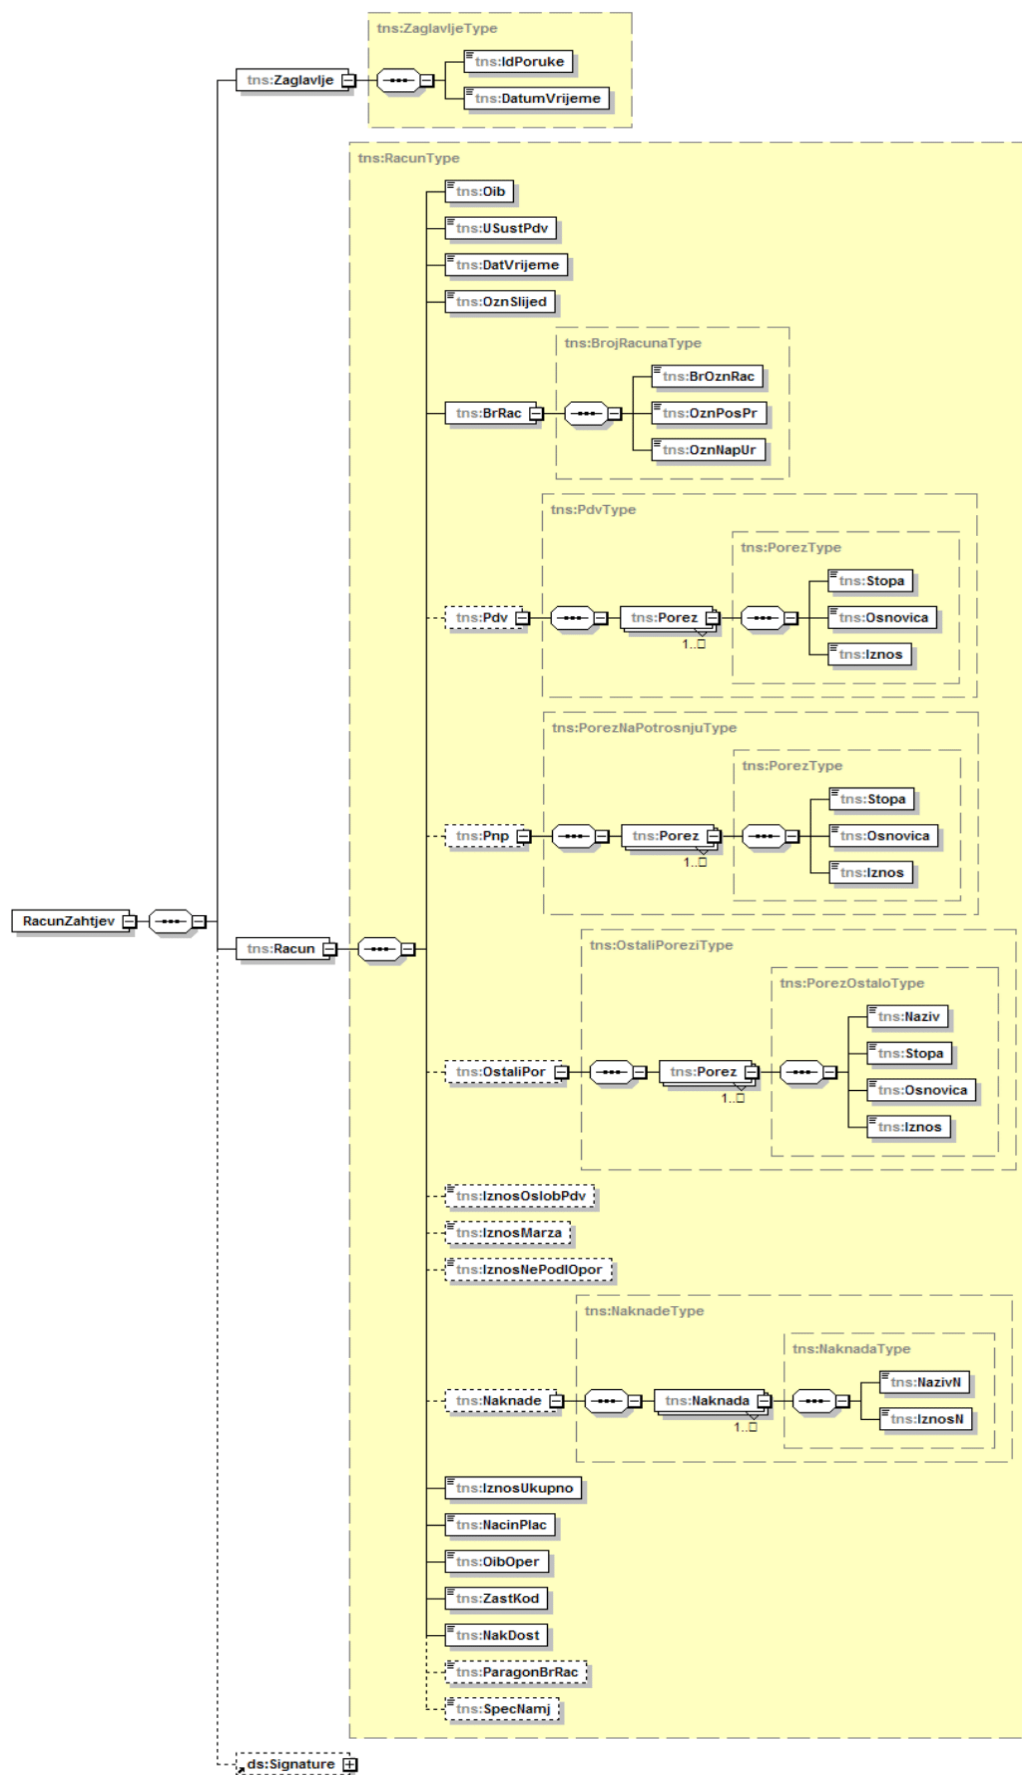 tns:ZaglavljeType
tns:IdPoruke
tns:Zaglavlje
tns:DatumVrijeme
tns:RacunType
tns:Oib
tns:USustPdv
tns:DatVrijeme
tns:OznSlijed
tns:BrojRacunaType
tns:BrOznRac
tns:BrRac
tns:OznPosPr
tns:OznNapUr
tns:PdvType
tns:PorezType
tns:Stopa
tns:Pdv
tns:Porez
tns:Osnovica
1..□
tns:Iznos
tns:PorezNaPotrosnjuType
tns:PorezType
tns:Stopa
tns:Pnp
tns:Porez
tns:Osnovica
1..□
tns:Iznos
RacunZahtjev
tns:Racun
tns:OstaliPoreziType
tns:PorezOstaloType
tns:Naziv
tns:Stopa
tns:OstaliPor
tns:Porez
tns:Osnovica
1..□
tns:Iznos
tns:IznosOslobPdv
tns:IznosMarza
tns:IznosNePodlOpor
tns:NaknadeType
tns:NaknadaType
tns:NazivN
tns:Naknade
tns:Naknada
tns:IznosN
1..□
tns:IznosUkupno
tns:NacinPlac
tns:OibOper
tns:ZastKod
tns:NakDost
tns:ParagonBrRac
tns:SpecNamj
ds:Signature